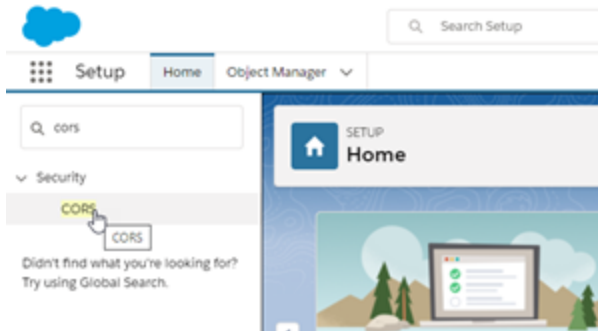 Search Setup
Setup Home Object Manager
cors
SETUP
Home
Security
CORS
CORS
Didn't find what you're looking for?
Try using Global Search.